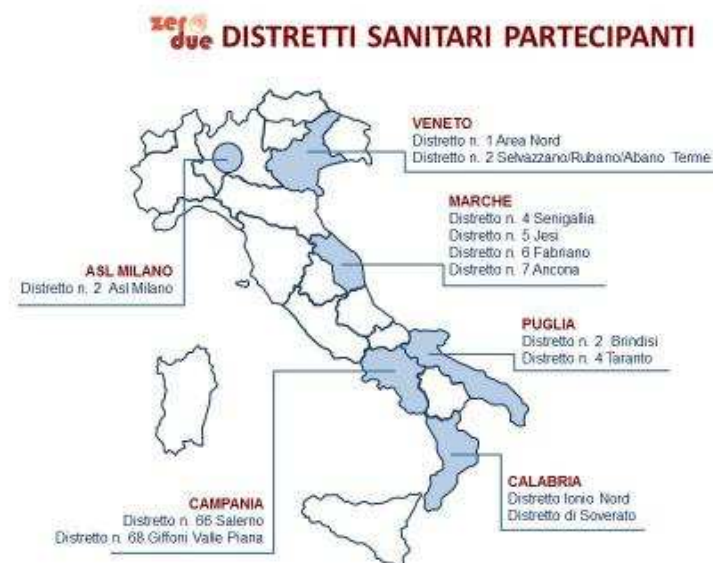 zerodue DISTRETTI SANITARI PARTECIPANTI
VENETO
Distretto n. 1 Area Nord
Distretto n. 2 Selvazzano/Rubano/Abano Terme
MARCHE
Distretto n. 4 Senigallia
Distretto n. 5 Jesi
Distretto n. 6 Fabriano
Distretto n. 7 Ancona
ASL MILANO
Distretto n. 2 Asl Milano
PUGLIA
Distretto n. 2 Brindisi
Distretto n. 4 Taranto
CALABRIA
Distretto Ionio Nord
Distretto di Soverato
CAMPANIA
Distretto n. 66 Salerno
Distretto n. 68 Giffoni Valle Piana